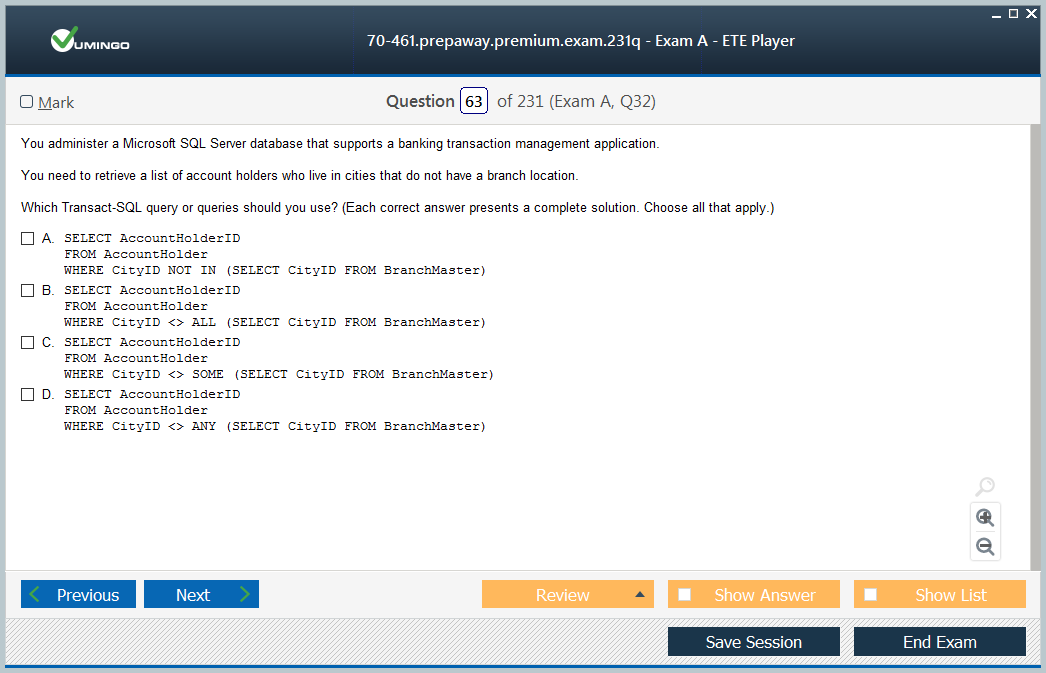 VUMINGO
70-461.prepaway.premium.exam.231q - Exam A - ETE Player
Mark
Question 63 of 231 (Exam A, Q32)
You administer a Microsoft SQL Server database that supports a banking transaction management application.
You need to retrieve a list of account holders who live in cities that do not have a branch location.
Which Transact-SQL query or queries should you use? (Each correct answer presents a complete solution. Choose all that apply.)
A. SELECT AccountHolderID
FROM AccountHolder
WHERE CityID NOT IN (SELECT CityID FROM BranchMaster)
B. SELECT AccountHolderID
FROM AccountHolder
WHERE CityID <> ALL (SELECT CityID FROM BranchMaster)
C. SELECT AccountHolderID
FROM AccountHolder
WHERE CityID <> SOME (SELECT CityID FROM BranchMaster)
D. SELECT AccountHolderID
FROM AccountHolder
WHERE CityID <> ANY (SELECT CityID FROM BranchMaster)
Previous
Next
Review
Show Answer
Show List
Save Session
End Exam